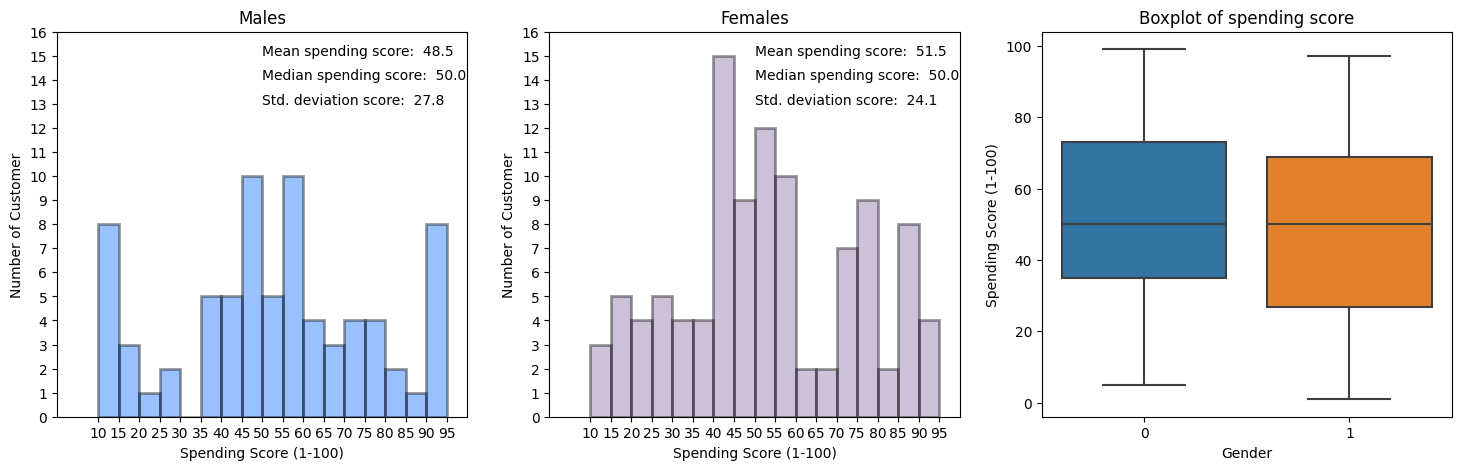 Males
Mean spending score: 48.5
Median spending score: 50.0
Std. deviation score: 27.8
Number of Customer
16
15
14
13
12
11
10
9
8
7
6
5
4
3
2
1
0
10 15 20 25 30 35 40 45 50 55 60 65 70 75 80 85 90 95
Spending Score (1-100)
Females
Mean spending score: 51.5
Median spending score: 50.0
Std. deviation score: 24.1
Number of Customer
16
15
14
13
12
11
10
9
8
7
6
5
4
3
2
1
0
10 15 20 25 30 35 40 45 50 55 60 65 70 75 80 85 90 95
Spending Score (1-100)
Boxplot of spending score
Spending Score (1-100)
100
80
60
40
20
0
0 1
Gender